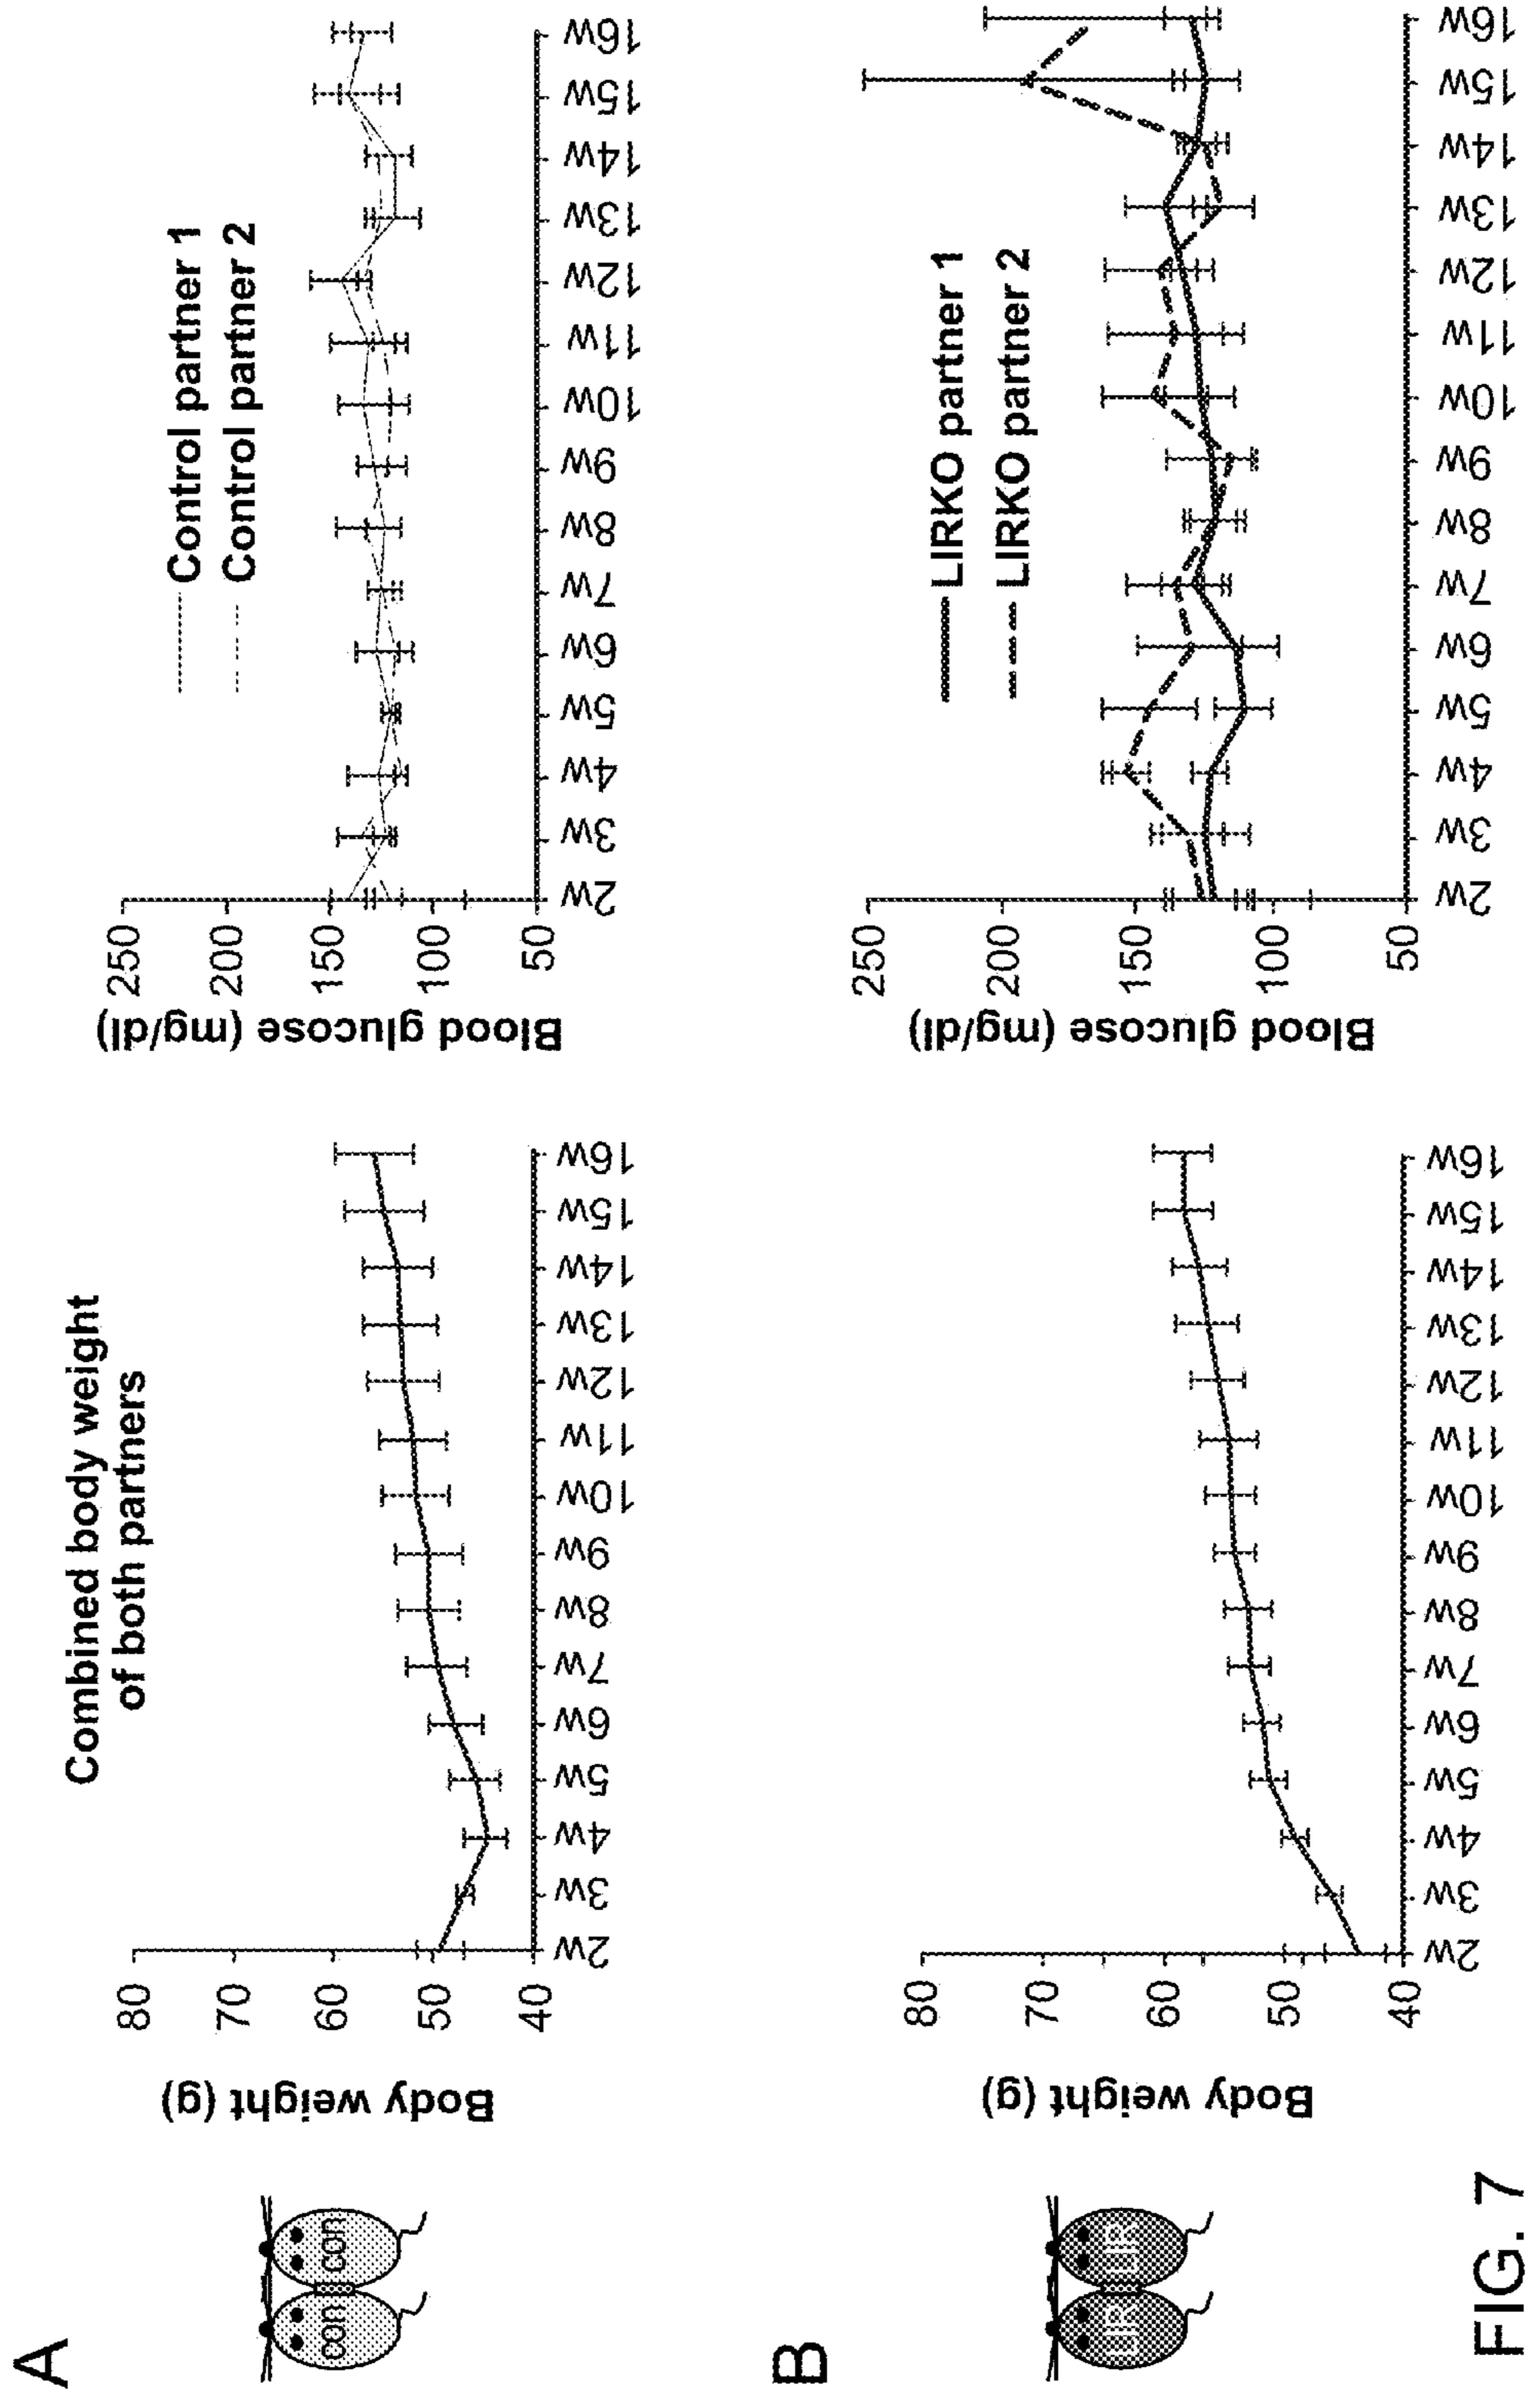 A
con con
Combined body weight
of both partners
Body weight (g)
80
70
60
50
40
2w 3w 4w 5w 6w 7w 8w 9w 10w 11w 12w 13w 14w 15w 16w
Control partner 1
Control partner 2
Blood glucose (mg/dl)
250
200
150
100
50
2w 3w 4w 5w 6w 7w 8w 9w 10w 11w 12w 13w 14w 15w 16w
B
LIR LIR
Body weight (g)
80
70
60
50
40
2w 3w 4w 5w 6w 7w 8w 9w 10w 11w 12w 13w 14w 15w 16w
LIRKO partner 1
LIRKO partner 2
Blood glucose (mg/dl)
250
200
150
100
50
2w 3w 4w 5w 6w 7w 8w 9w 10w 11w 12w 13w 14w 15w 16w
FIG. 7